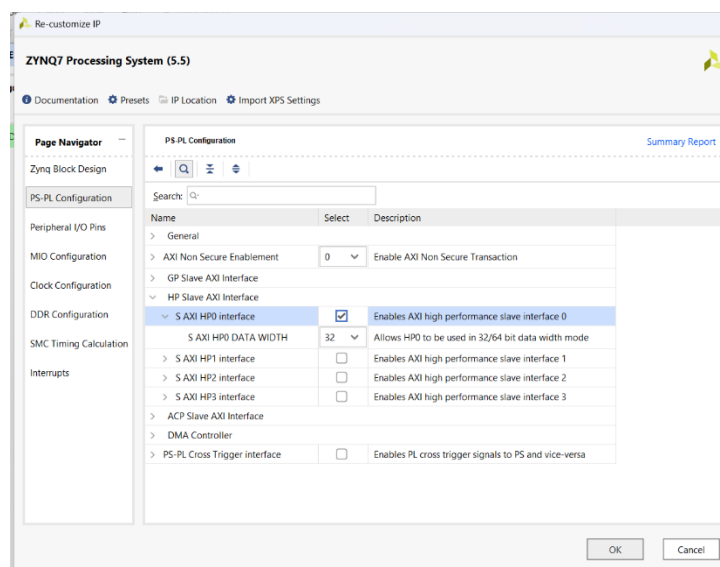 Re-customize IP
ZYNQ7 Processing System (5.5)
Documentation Presets IP Location Import XPS Settings
Page Navigator
Zynq Block Design
PS-PL Configuration
Peripheral I/O Pins
MIO Configuration
Clock Configuration
DDR Configuration
SMC Timing Calculation
Interrupts
PS-PL Configuration Summary Report
Search: Q-
Name Select Description
General
AXI Non Secure Enablement 0 Enable AXI Non Secure Transaction
GP Slave AXI Interface
HP Slave AXI Interface
S AXI HP0 interface Enables AXI high performance slave interface 0
S AXI HP0 DATA WIDTH 32 Allows HP0 to be used in 32/64 bit data width mode
S AXI HP1 interface Enables AXI high performance slave interface 1
S AXI HP2 interface Enables AXI high performance slave interface 2
S AXI HP3 interface Enables AXI high performance slave interface 3
ACP Slave AXI Interface
DMA Controller
PS-PL Cross Trigger interface Enables PL cross trigger signals to PS and vice-versa
OK Cancel